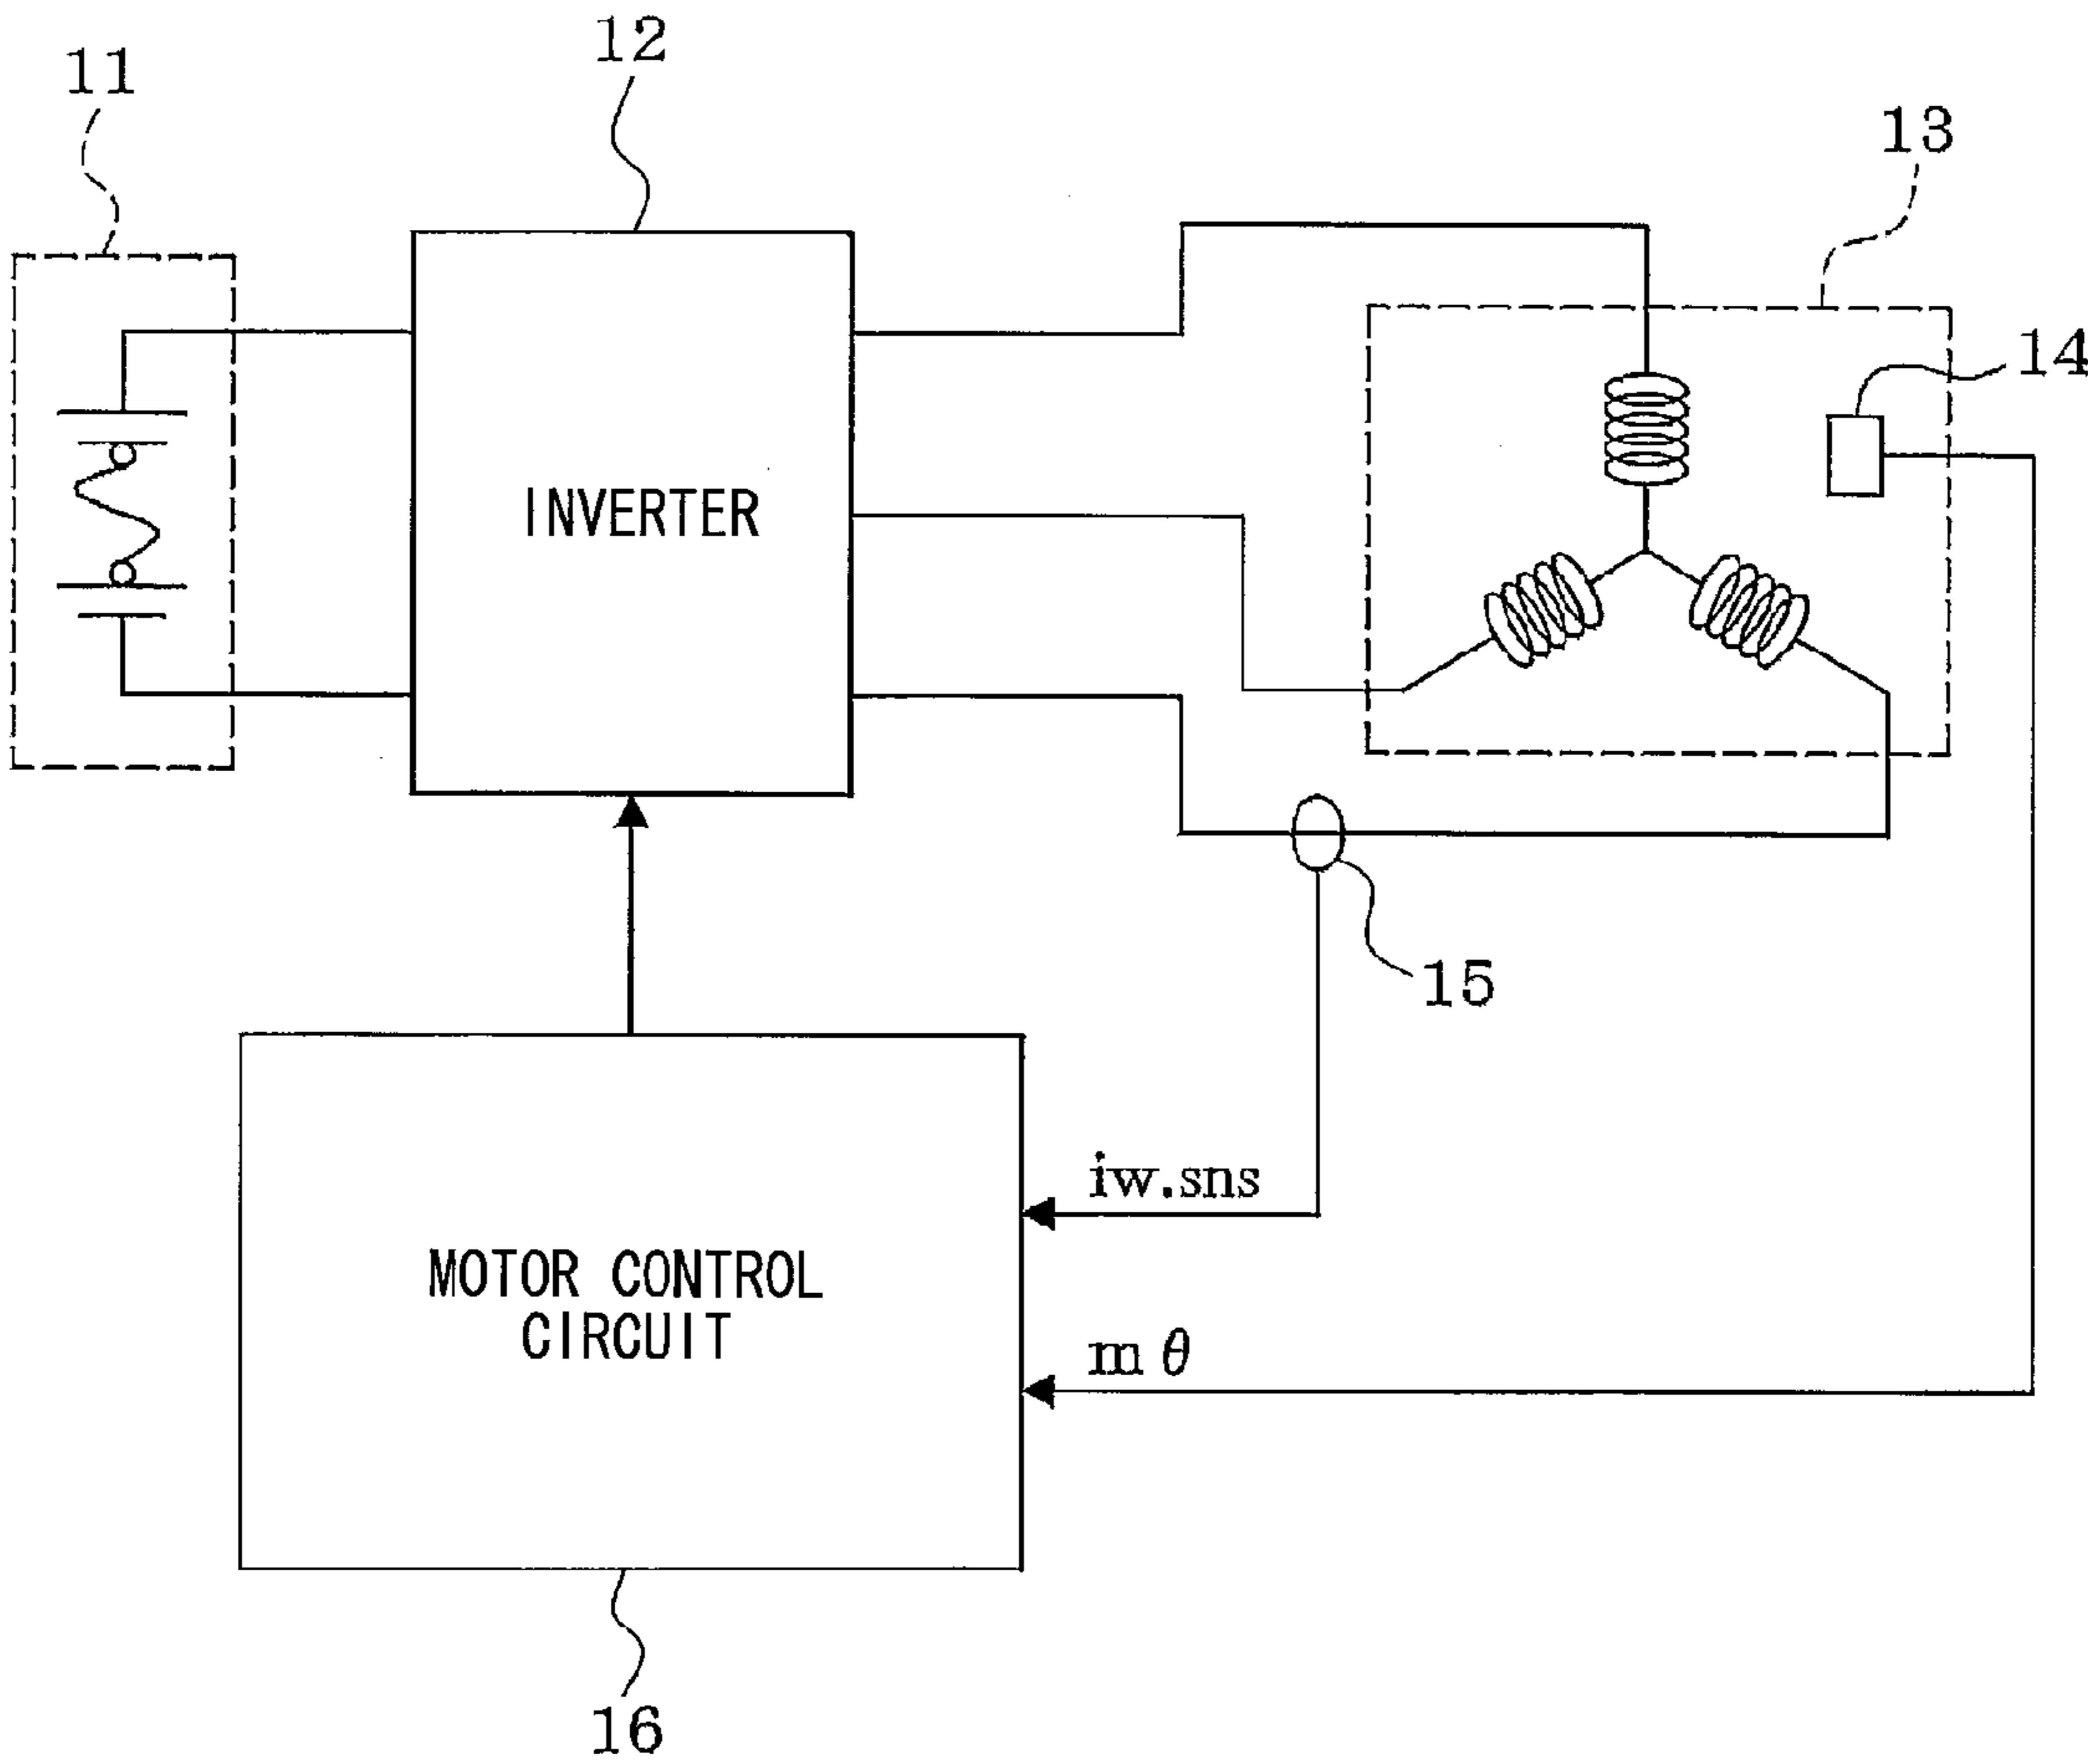 12
11
13
14
INVERTER
15
iw.sns
MOTOR CONTROL
CIRCUIT
m θ
16